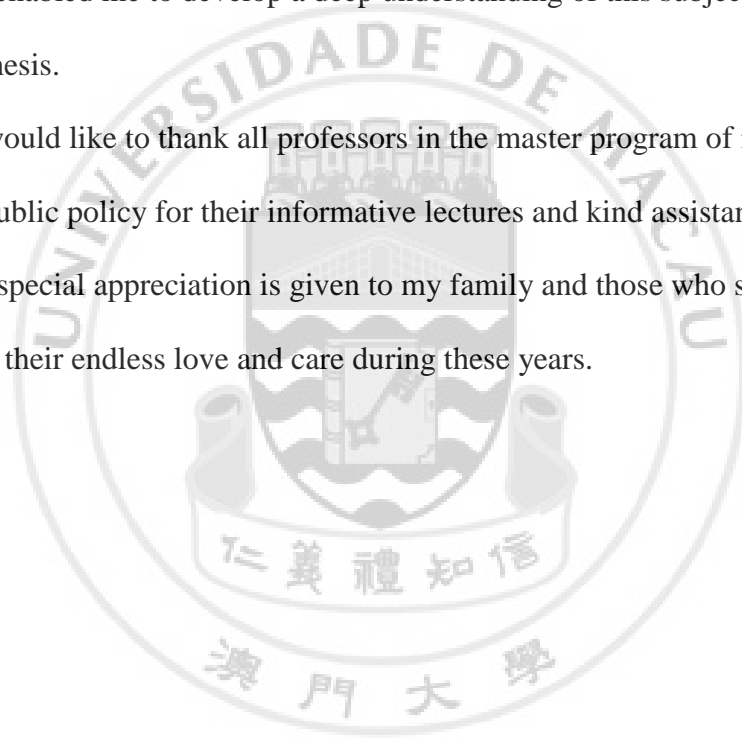 enabled me to develop a deep understanding of this subject
hesis.
would like to thank all professors in the master program of
ublic policy for their informative lectures and kind assistan
special appreciation is given to my family and those who s
their endless love and care during these years.
UNIVERSIDADE DE MACAU
仁義禮知信
澳門大學